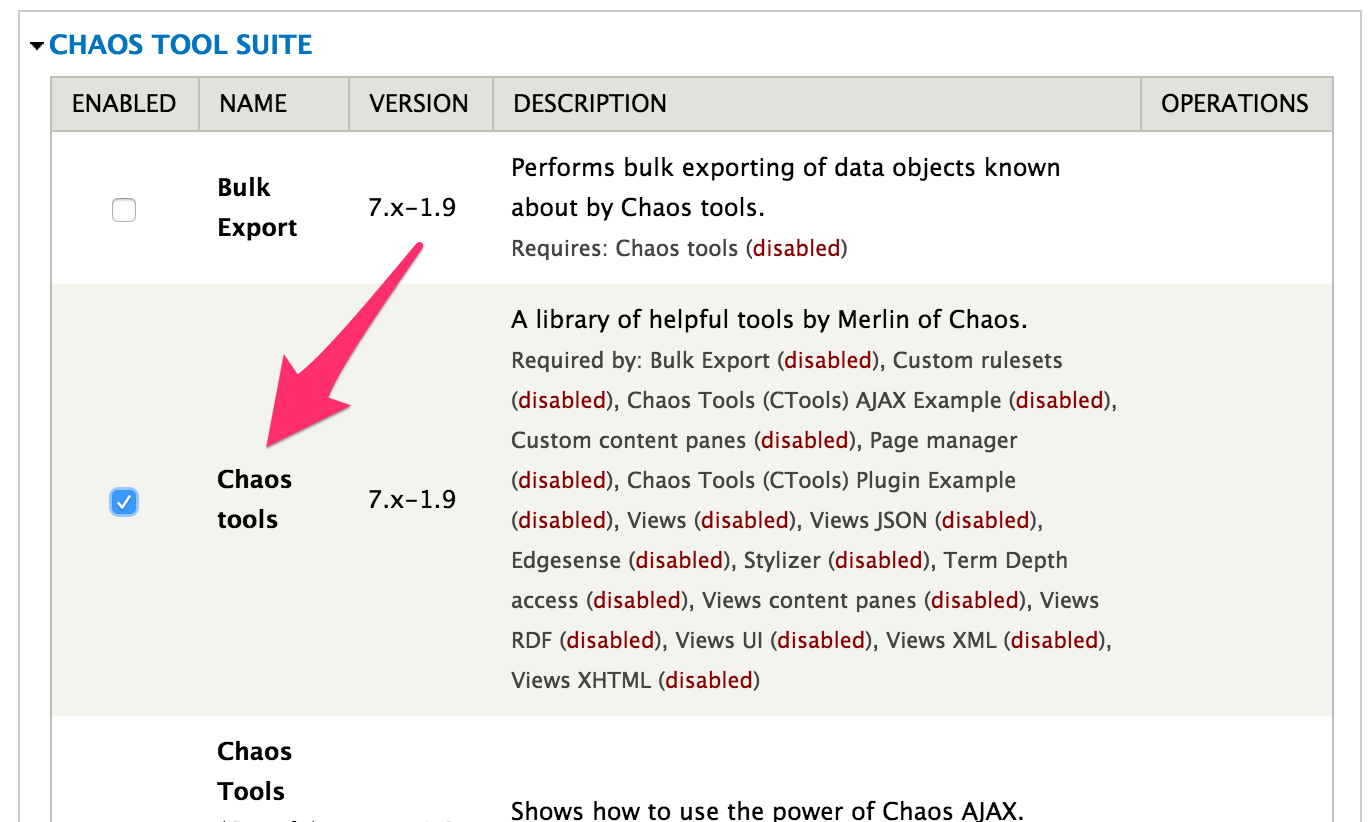 CHAOS TOOL SUITE
ENABLED NAME VERSION DESCRIPTION OPERATIONS
Bulk
Export
7.x-1.9
Performs bulk exporting of data objects known
about by Chaos tools.
Requires: Chaos tools (disabled)
Chaos
tools
7.x-1.9
A library of helpful tools by Merlin of Chaos.
Required by: Bulk Export (disabled), Custom rulesets
(disabled), Chaos Tools (CTools) AJAX Example (disabled),
Custom content panes (disabled), Page manager
(disabled), Chaos Tools (CTools) Plugin Example
(disabled), Views (disabled), Views JSON (disabled),
Edgesense (disabled), Stylizer (disabled), Term Depth
access (disabled), Views content panes (disabled), Views
RDF (disabled), Views UI (disabled), Views XML (disabled),
Views XHTML (disabled)
Chaos
Tools
Shows how to use the power of Chaos AJAX.